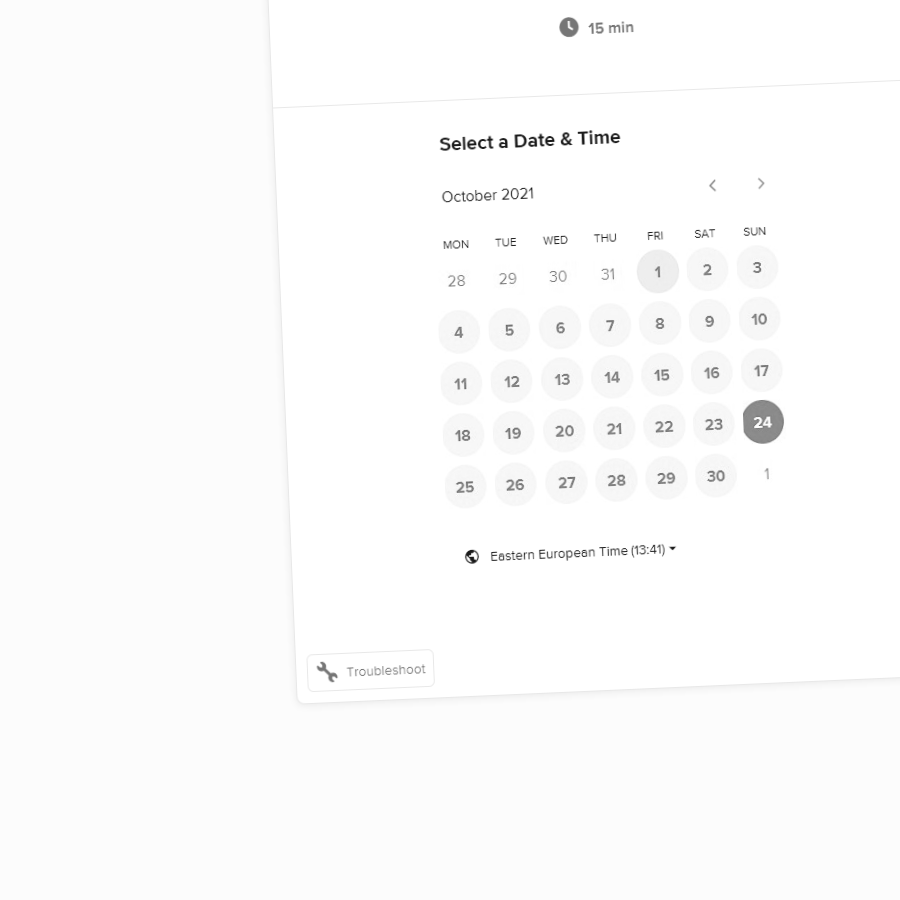 15 min
Select a Date & Time
October 2021
MON TUE WED THU FRI SAT SUN
28 29 30 31 1 2 3
4 5 6 7 8 9 10
11 12 13 14 15 16 17
18 19 20 21 22 23 24
25 26 27 28 29 30 1
Eastern European Time (13:41)
Troubleshoot